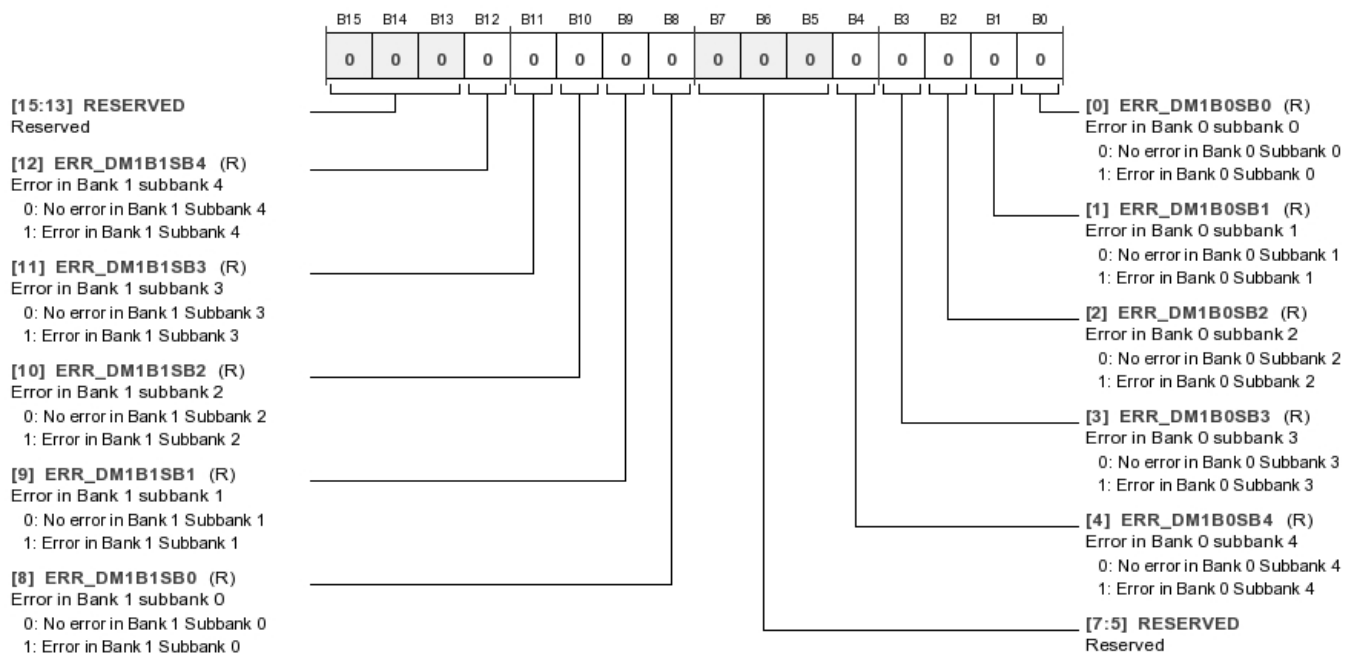 B15 B14 B13 B12 B11 B10 B9 B8 B7 B6 B5 B4 B3 B2 B1 B0
0 0 0 0 0 0 0 0 0 0 0 0 0 0 0 0
[15:13] RESERVED
Reserved
[12] ERR_DM1B1SB4 (R)
Error in Bank 1 subbank 4
0: No error in Bank 1 Subbank 4
1: Error in Bank 1 Subbank 4
[11] ERR_DM1B1SB3 (R)
Error in Bank 1 subbank 3
0: No error in Bank 1 Subbank 3
1: Error in Bank 1 Subbank 3
[10] ERR_DM1B1SB2 (R)
Error in Bank 1 subbank 2
0: No error in Bank 1 Subbank 2
1: Error in Bank 1 Subbank 2
[9] ERR_DM1B1SB1 (R)
Error in Bank 1 subbank 1
0: No error in Bank 1 Subbank 1
1: Error in Bank 1 Subbank 1
[8] ERR_DM1B1SB0 (R)
Error in Bank 1 subbank 0
0: No error in Bank 1 Subbank 0
1: Error in Bank 1 Subbank 0
[0] ERR_DM1B0SB0 (R)
Error in Bank 0 subbank 0
0: No error in Bank 0 Subbank 0
1: Error in Bank 0 Subbank 0
[1] ERR_DM1B0SB1 (R)
Error in Bank 0 subbank 1
0: No error in Bank 0 Subbank 1
1: Error in Bank 0 Subbank 1
[2] ERR_DM1B0SB2 (R)
Error in Bank 0 subbank 2
0: No error in Bank 0 Subbank 2
1: Error in Bank 0 Subbank 2
[3] ERR_DM1B0SB3 (R)
Error in Bank 0 subbank 3
0: No error in Bank 0 Subbank 3
1: Error in Bank 0 Subbank 3
[4] ERR_DM1B0SB4 (R)
Error in Bank 0 subbank 4
0: No error in Bank 0 Subbank 4
1: Error in Bank 0 Subbank 4
[7:5] RESERVED
Reserved